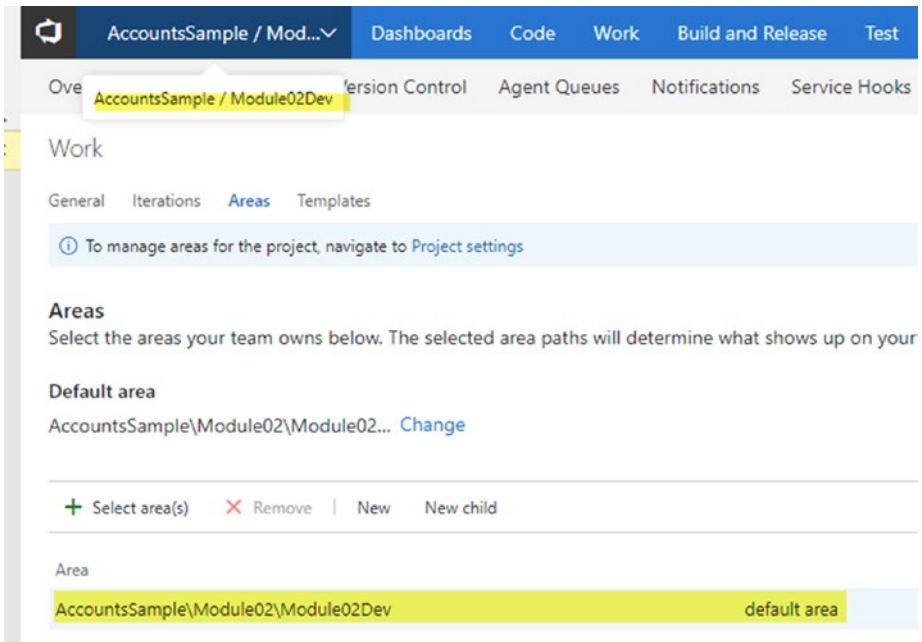 AccountsSample / Mod... Dashboards Code Work Build and Release Test
Ove ersion Control Agent Queues Notifications Service Hooks
AccountsSample / Module02Dev
Work
General Iterations Areas Templates
To manage areas for the project, navigate to Project settings
Areas
Select the areas your team owns below. The selected area paths will determine what shows up on your
Default area
AccountsSample\Module02\Module02... Change
Select area(s) Remove New New child
Area
AccountsSample\Module02\Module02Dev default area